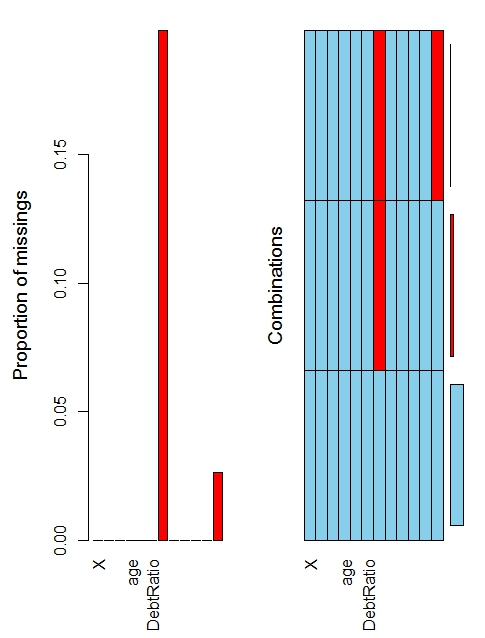 Proportion of missings
0.00
0.05
0.10
0.15
X
age
DebtRatio
Combinations
X
age
DebtRatio